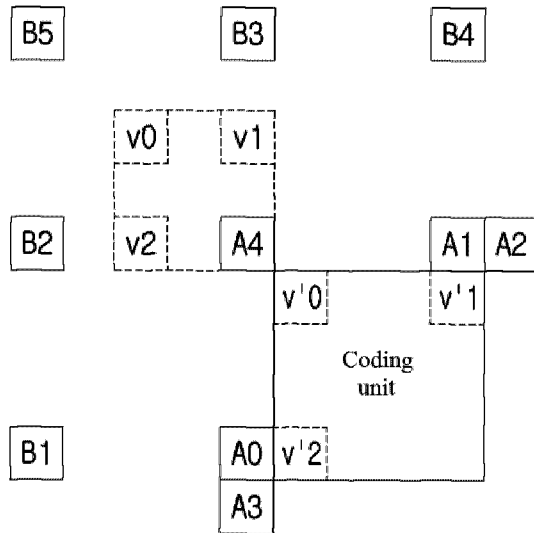 B5 B3 B4
v0 v1
B2 v2 A4 A1 A2
v'0 v'1
Coding
unit
B1 A0 v'2
A3